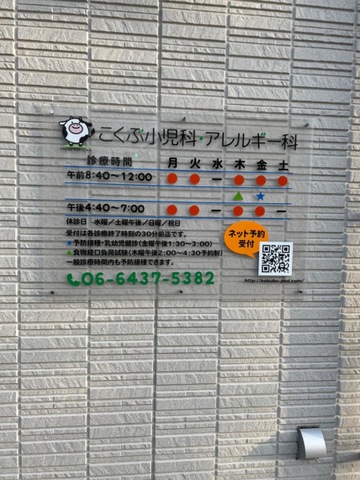 こくぶ小児科・アレルギー科
診療時間 月 火 水 木 金 土
午前8:40～12:00 ● ● ー ● ● ●
▲ ★
午後4:40～7:00 ● ● ー ● ● ー
休診日 水曜／土曜午後／日曜／祝日
受付は各診療終了時刻の30分前迄です。
★予防接種・乳幼児健診(金曜午後1:30～3:00)
▲食物経口負荷試験(木曜午後2:00～4:30予約制)
一般診療時間内も予防接種できます。
06-6437-5382
ネット予約
受付